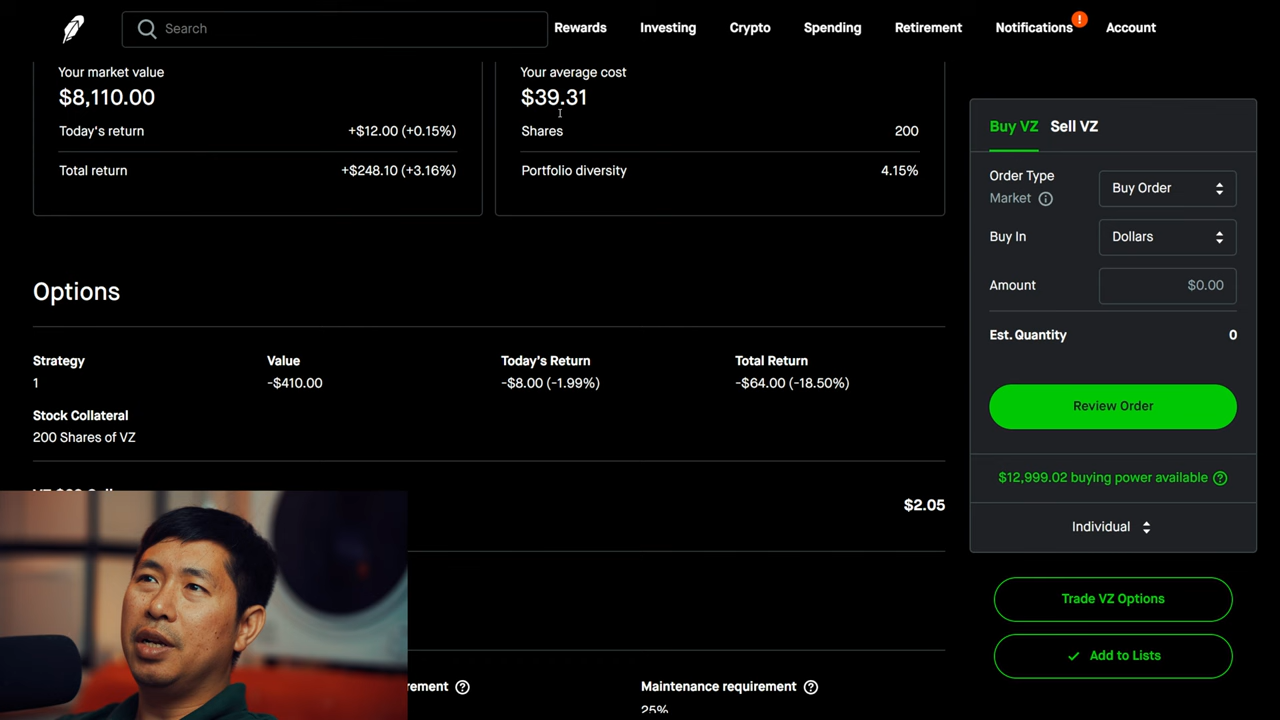 Search
Rewards
Investing
Crypto
Spending
Retirement
Notifications
!
Account
Your market value
$8,110.00
Today's return
+$12.00 (+0.15%)
Total return
+$248.10 (+3.16%)
Your average cost
$39.31
Shares
200
Portfolio diversity
4.15%
Options
Strategy
Value
Today's Return
Total Return
1
-$410.00
-$8.00 (-1.99%)
-$64.00 (-18.50%)
Stock Collateral
200 Shares of VZ
$2.05
Maintenance requirement
25%
Buy VZ
Sell VZ
Order Type
Market
Buy Order
Buy In
Dollars
Amount
$0.00
Est. Quantity
0
Review Order
$12,999.02 buying power available
Individual
Trade VZ Options
Add to Lists